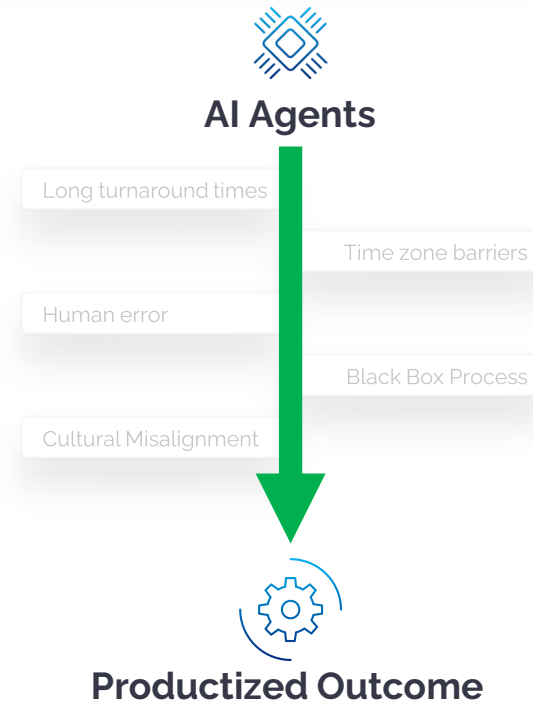 AI Agents
Long turnaround times
Time zone barriers
Human error
Black Box Process
Cultural Misalignment
Productized Outcome